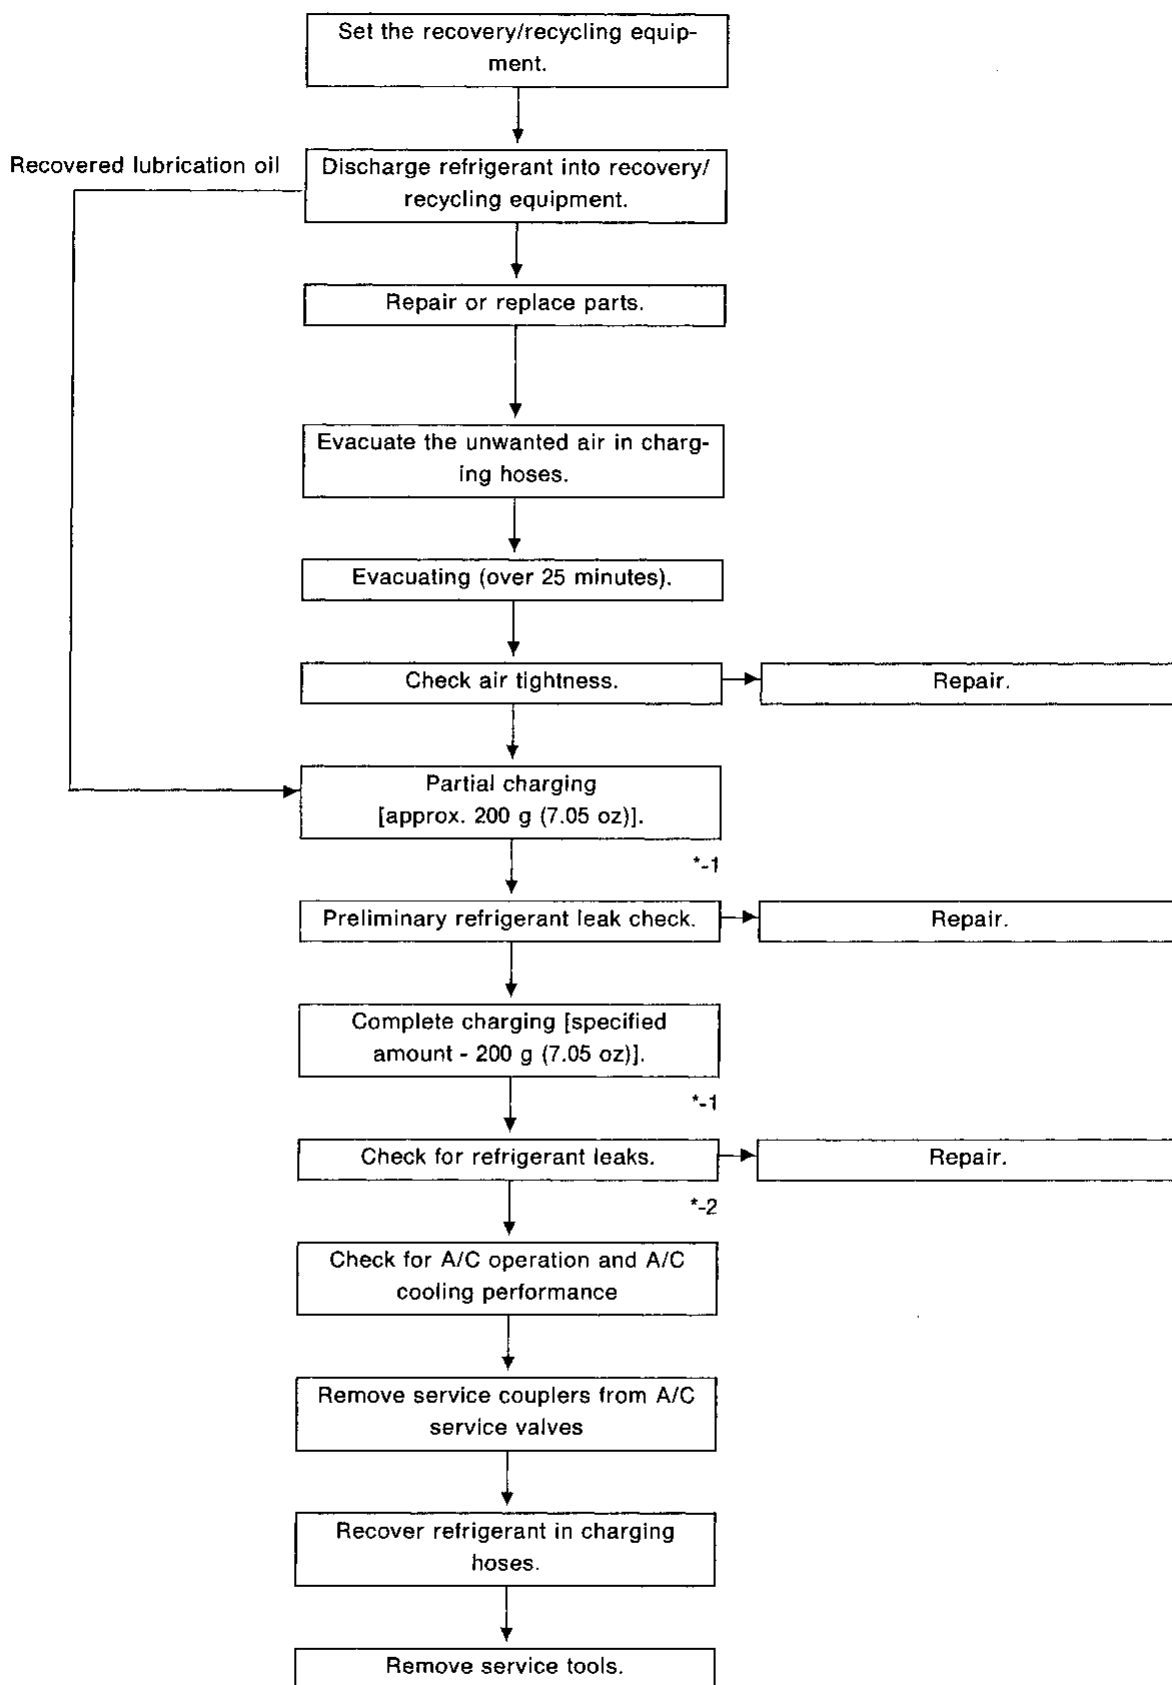 Set the recovery/recycling equip-
ment.
Recovered lubrication oil
Discharge refrigerant into recovery/
recycling equipment.
Repair or replace parts.
Evacuate the unwanted air in charg-
ing hoses.
Evacuating (over 25 minutes).
Check air tightness.
Repair.
Partial charging
[approx. 200 g (7.05 oz)].
*-1
Preliminary refrigerant leak check.
Repair.
Complete charging [specified
amount - 200 g (7.05 oz)].
*-1
Check for refrigerant leaks.
Repair.
*-2
Check for A/C operation and A/C
cooling performance
Remove service couplers from A/C
service valves
Recover refrigerant in charging
hoses.
Remove service tools.